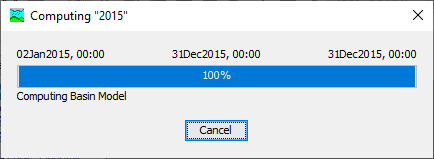 Computing "2015"
02Jan2015, 00:00 31Dec2015, 00:00 31Dec2015, 00:00
100%
Computing Basin Model
Cancel